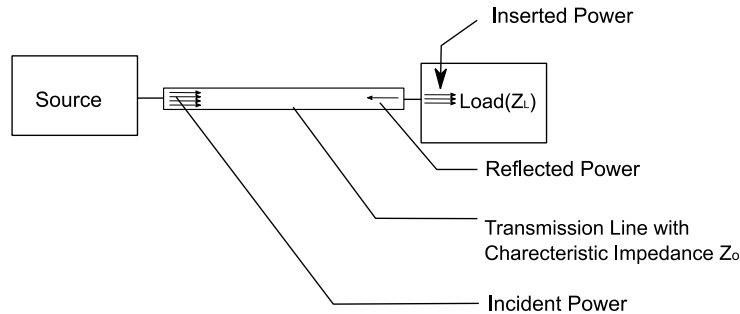 Inserted Power
Source
Load(ZL)
Reflected Power
Transmission Line with
Charecteristic Impedance Zo
Incident Power